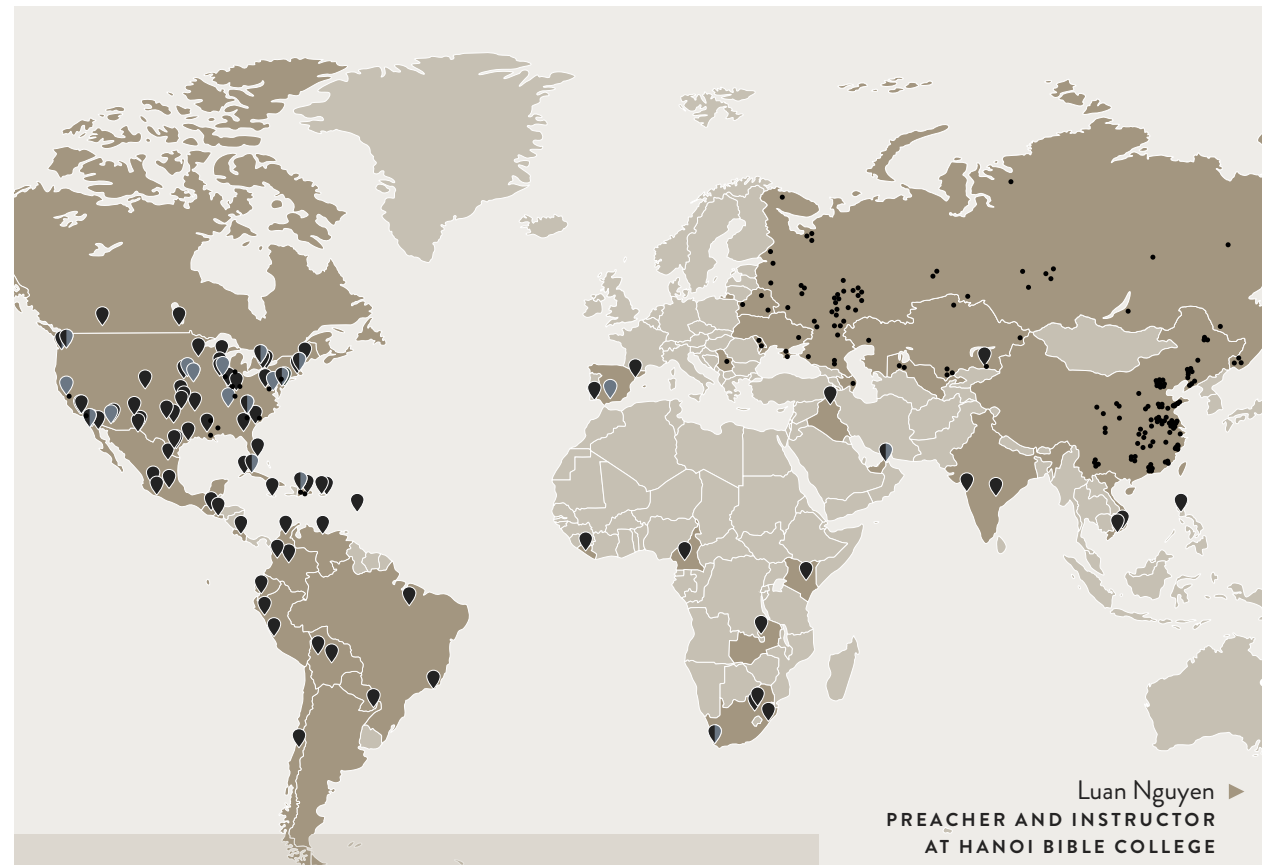 Luan Nguyen ▶
PREACHER AND INSTRUCTOR
AT HANOI BIBLE COLLEGE